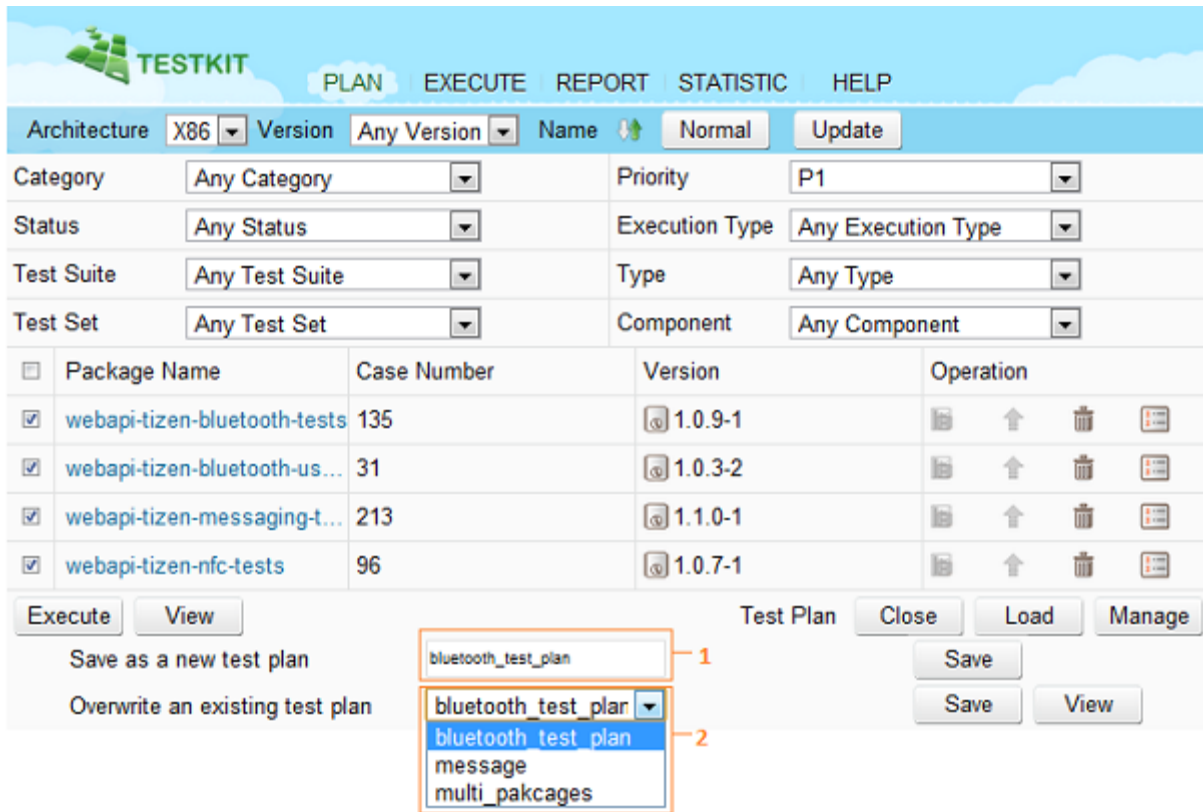 TESTKIT
PLAN EXECUTE REPORT STATISTIC HELP
Architecture X86 Version Any Version Name Normal Update
Category Any Category Priority P1
Status Any Status Execution Type Any Execution Type
Test Suite Any Test Suite Type Any Type
Test Set Any Test Set Component Any Component
Package Name Case Number Version Operation
webapi-tizen-bluetooth-tests 135 1.0.9-1
webapi-tizen-bluetooth-us... 31 1.0.3-2
webapi-tizen-messaging-t... 213 1.1.0-1
webapi-tizen-nfc-tests 96 1.0.7-1
Execute View Test Plan Close Load Manage
Save as a new test plan bluetooth_test_plan 1 Save
Overwrite an existing test plan bluetooth_test_plan Save View
bluetooth_test_plan 2
message
multi_pakcages